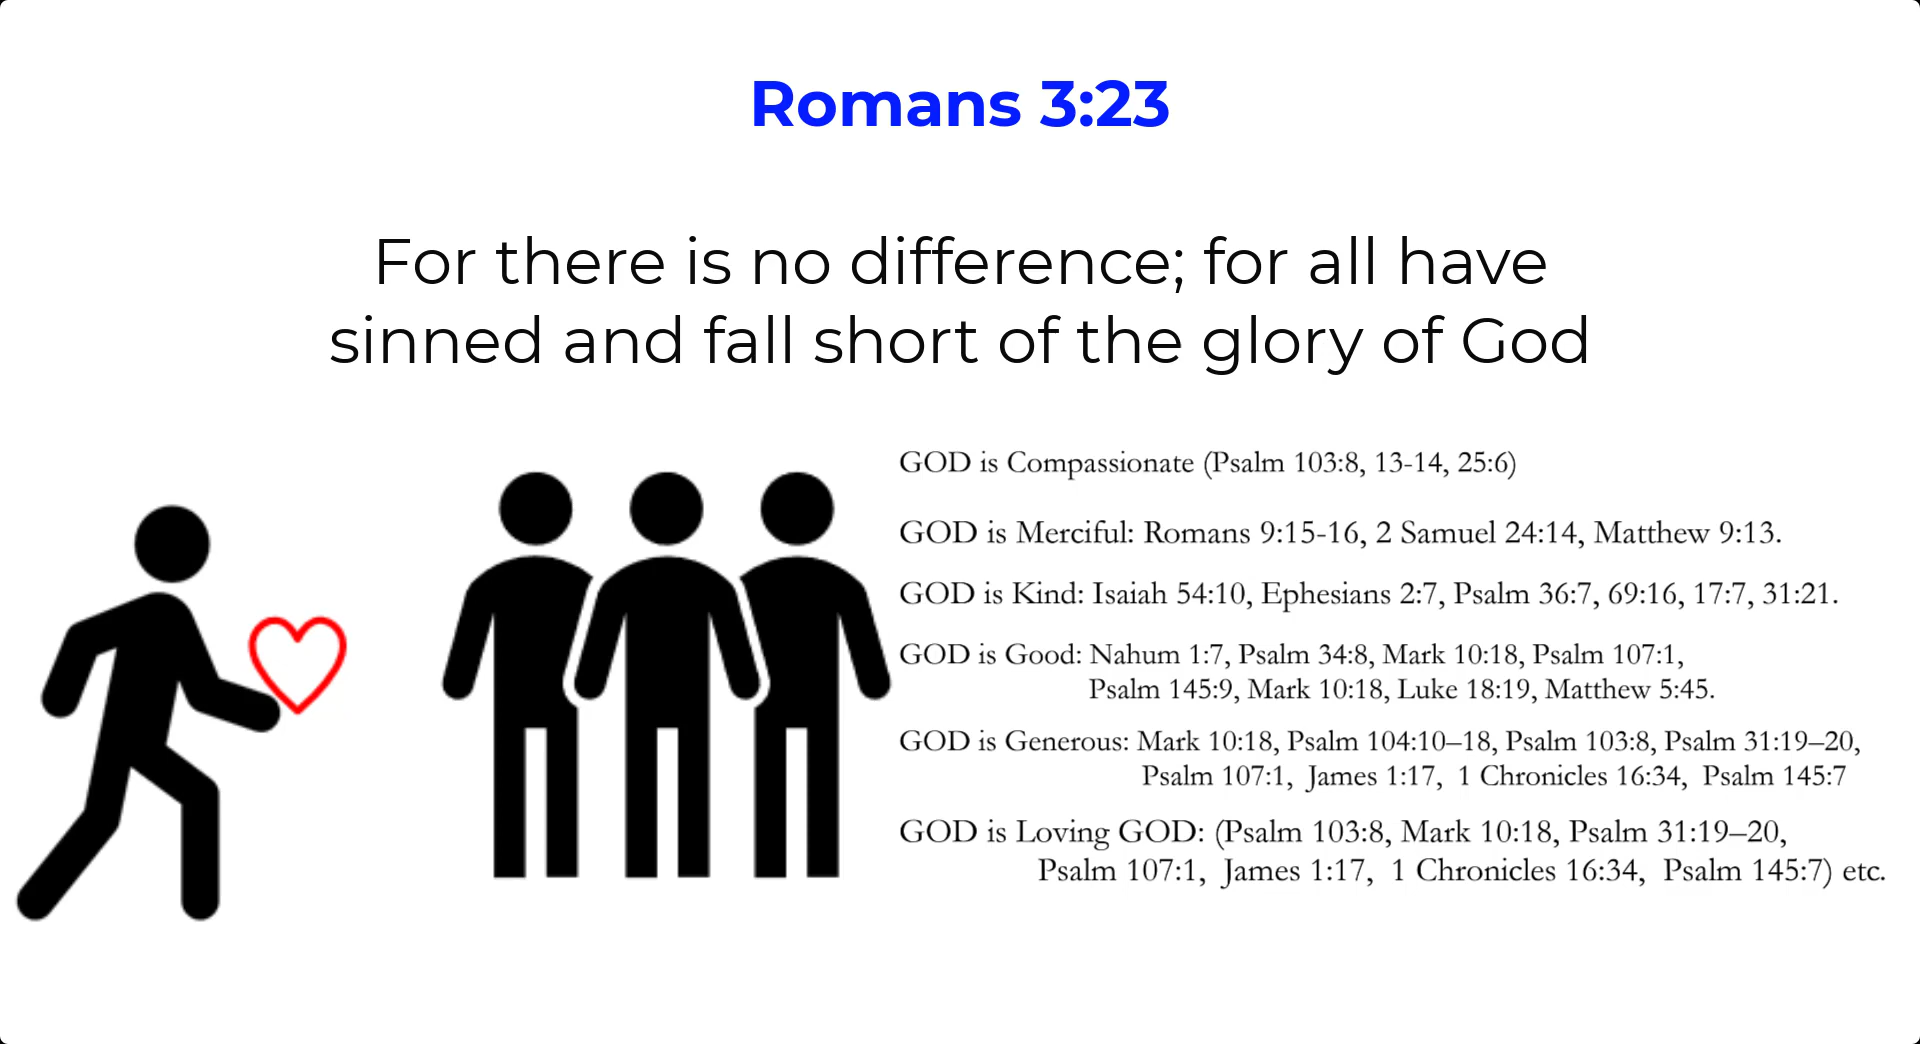 Romans 3:23
For there is no difference; for all have
sinned and fall short of the glory of God
GOD is Compassionate (Psalm 103:8, 13-14, 25:6)
GOD is Merciful: Romans 9:15-16, 2 Samuel 24:14, Matthew 9:13.
GOD is Kind: Isaiah 54:10, Ephesians 2:7, Psalm 36:7, 69:16, 17:7, 31:21.
GOD is Good: Nahum 1:7, Psalm 34:8, Mark 10:18, Psalm 107:1,
Psalm 145:9, Mark 10:18, Luke 18:19, Matthew 5:45.
GOD is Generous: Mark 10:18, Psalm 104:10–18, Psalm 103:8, Psalm 31:19–20,
Psalm 107:1, James 1:17, 1 Chronicles 16:34, Psalm 145:7
GOD is Loving GOD: (Psalm 103:8, Mark 10:18, Psalm 31:19–20,
Psalm 107:1, James 1:17, 1 Chronicles 16:34, Psalm 145:7) etc.